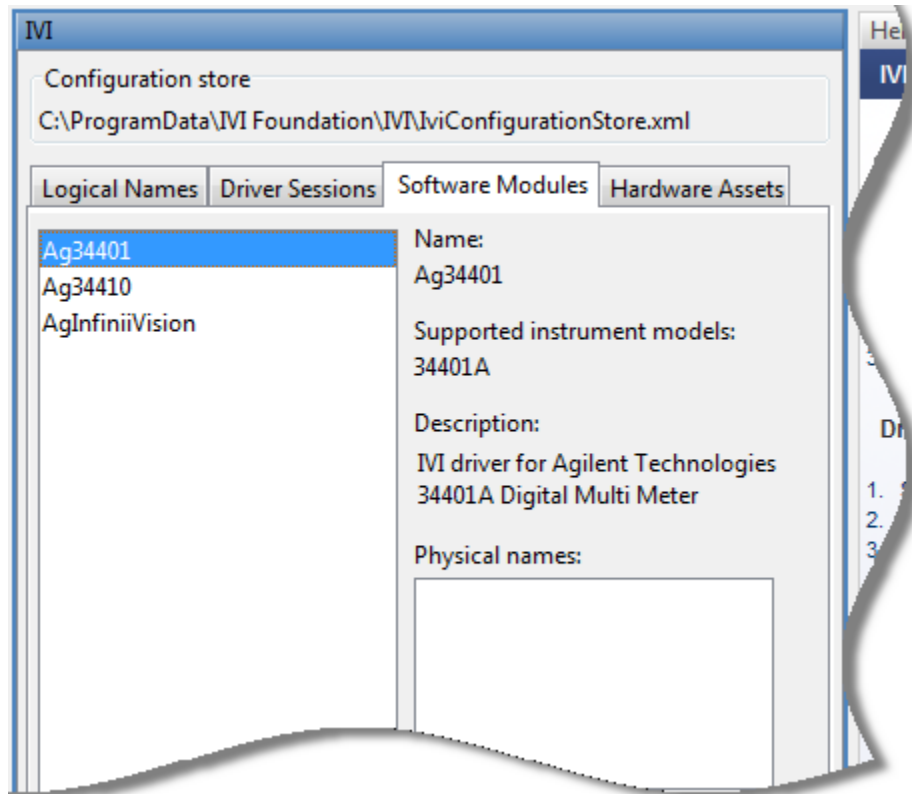 IVI
Configuration store
C:\ProgramData\IVI Foundation\IVI\IviConfigurationStore.xml
Logical Names
Driver Sessions
Software Modules
Hardware Assets
Ag34401
Ag34410
AgInfiniiVision
Name:
Ag34401
Supported instrument models:
34401A
Description:
IVI driver for Agilent Technologies
34401A Digital Multi Meter
Physical names:
1.
2.
3